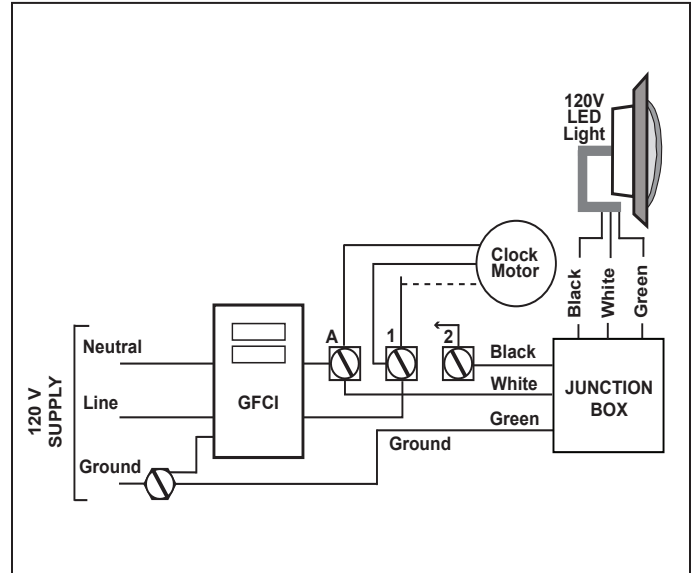 120V
LED
Light
Clock
Motor
Black
White
Green
A
1
2
Neutral
Line
Ground
120 V
SUPPLY
GFCI
Black
White
Green
Ground
JUNCTION
BOX